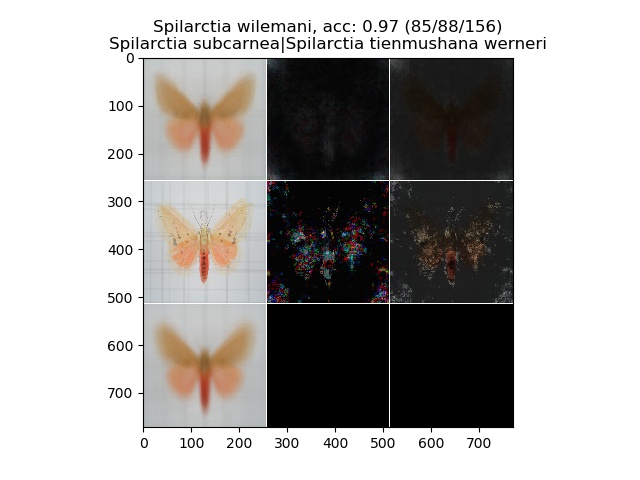 Spilarctia wilemani, acc: 0.97 (85/88/156)
Spilarctia subcarnea|Spilarctia tienmushana werneri
0
100
200
300
400
500
600
700
0 100 200 300 400 500 600 700